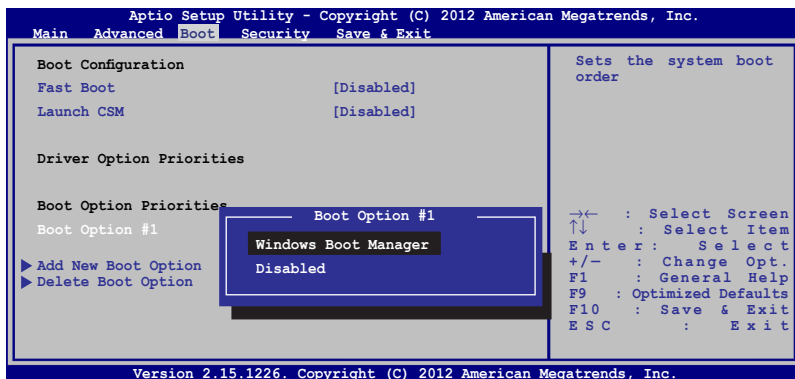 Aptio Setup Utility - Copyright (C) 2012 American Megatrends, Inc.
Main Advanced Boot Security Save & Exit
Boot Configuration
Fast Boot [Disabled]
Launch CSM [Disabled]
Driver Option Priorities
Boot Option Priorities
Boot Option #1
Add New Boot Option
Delete Boot Option
Boot Option #1
Windows Boot Manager
Disabled
Sets the system boot
order
→← : Select Screen
↑↓ : Select Item
Enter: Select
+/— : Change Opt.
F1 : General Help
F9 : Optimized Defaults
F10 : Save & Exit
ESC : Exit
Version 2.15.1226. Copyright (C) 2012 American Megatrends, Inc.